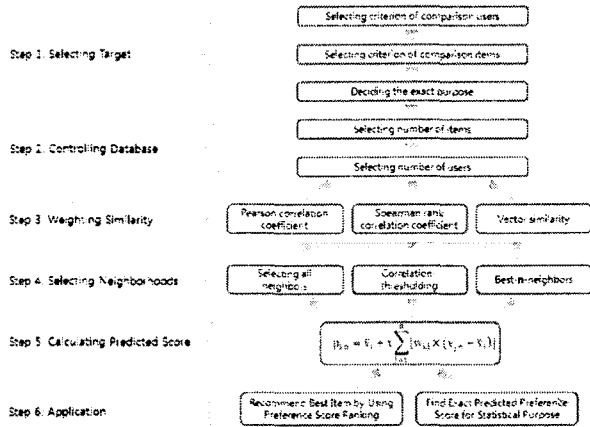 Selecting criterion of comparison users
Step 1. Selecting Target
Selecting criterion of comparison items
Deciding the exact purpose
Selecting number of items
Step 2. Controlling Database
Selecting number of users
Step 3. Weighting Similarity
Pearson correlation
coefficient
Spearman rank
correlation coefficient
Vector similarity
Step 4. Selecting Neighborhoods
Selecting all
neighbors
Correlation
thresholding
Best-n-neighbors
Step 5. Calculating Predicted Score
Step 6. Application
Recommend Best Item by Using
Preference Score Ranking
Find Exact Predicted Preference
Score for Statistical Purpose